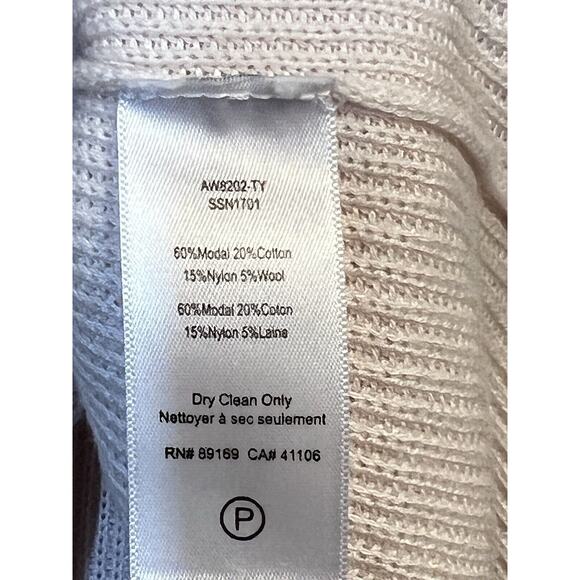 AW8202-TY
SSN1701
60%Modal 20%Cotton
15%Nylon 5%Wool
60%Modal 20%Coton
15%Nylon 5%Laine
Dry Clean Only
Nettoyer à sec seulement
RN# 89169 CA# 41106
P